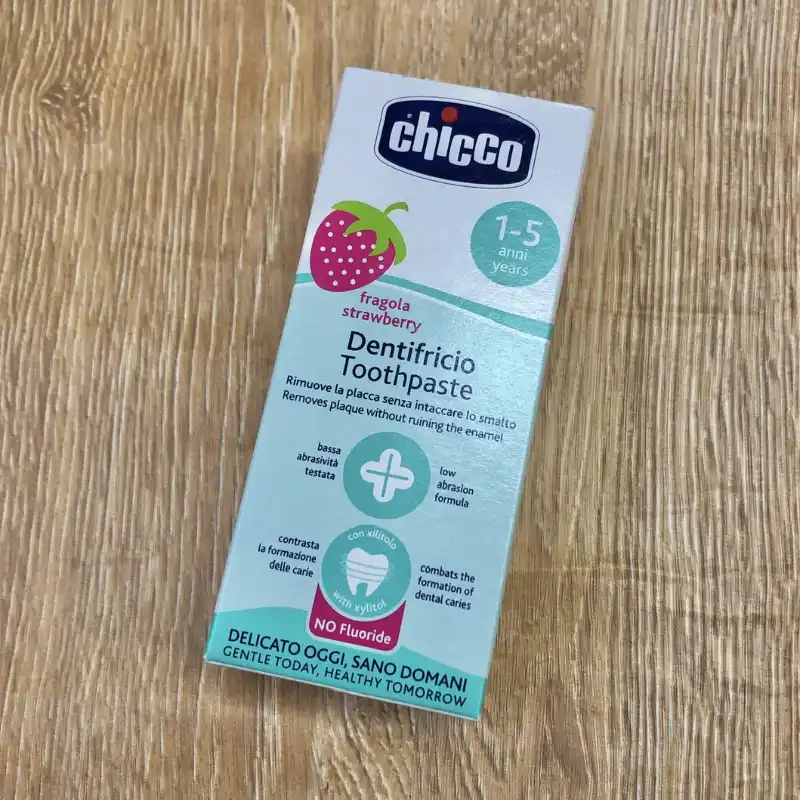 chicco
1-5
anni
years
fragola
strawberry
Dentifricio
Toothpaste
Rimuove la placca senza intaccare lo smalto
Removes plaque without ruining the enamel
bassa
abrasività
testata
low
abrasion
formula
contrasta
la formazione
delle carie
con xilitolo
with xylitol
combats the
formation of
dental caries
NO Fluoride
DELICATO OGGI, SANO DOMANI
GENTLE TODAY, HEALTHY TOMORROW